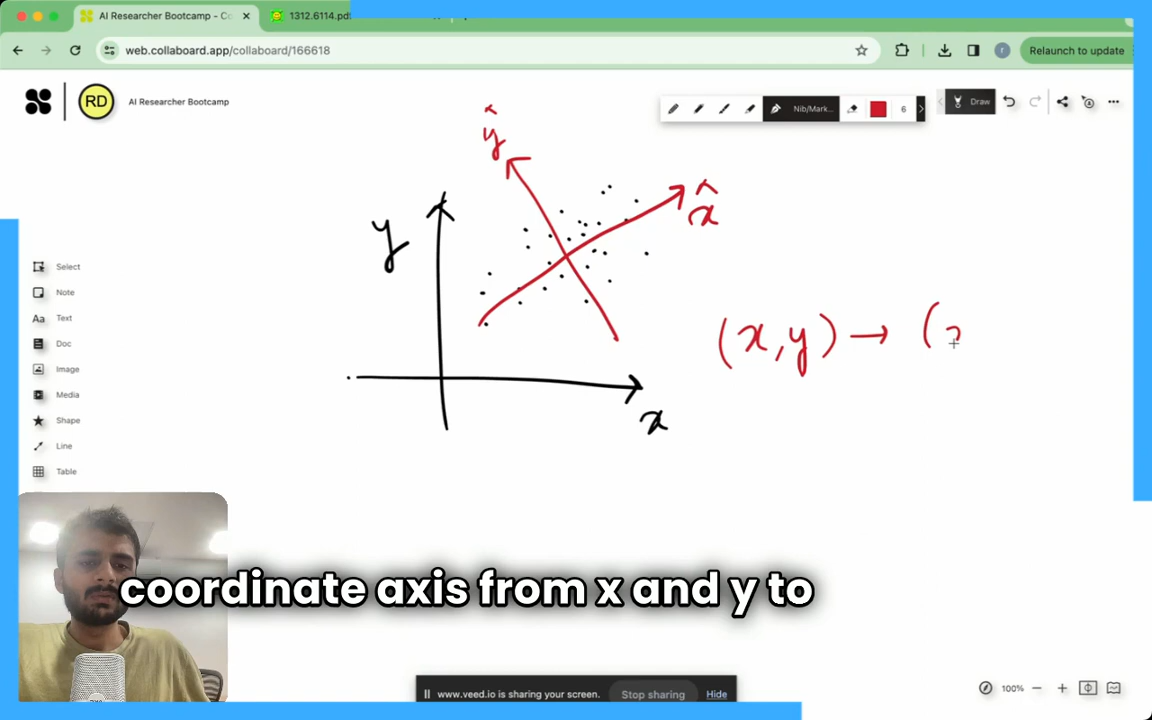 AI Researcher Bootcamp - Co
1312.6114.pdf
web.collaboard.app/collaboard/166618
Relaunch to update
RD
AI Researcher Bootcamp
Nib/Mark...
6
Draw
ŷ
x̂
y
(x,y) → (
x
Select
Note
Text
Doc
Image
Media
Shape
Line
Table
coordinate axis from x and y to
www.veed.io is sharing your screen.
Stop sharing
Hide
100%